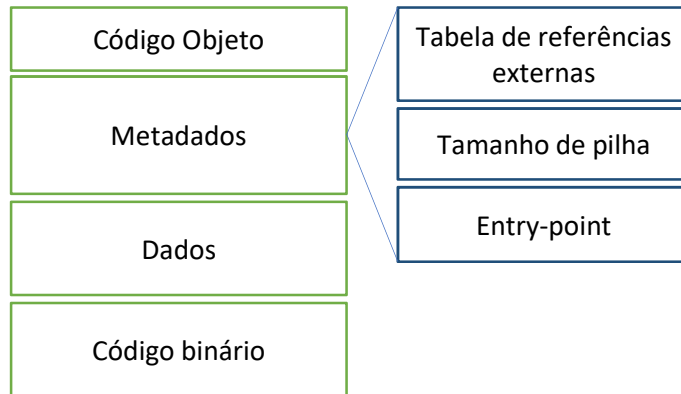 Código Objeto
Metadados
Dados
Código binário
Tabela de referências
externas
Tamanho de pilha
Entry-point